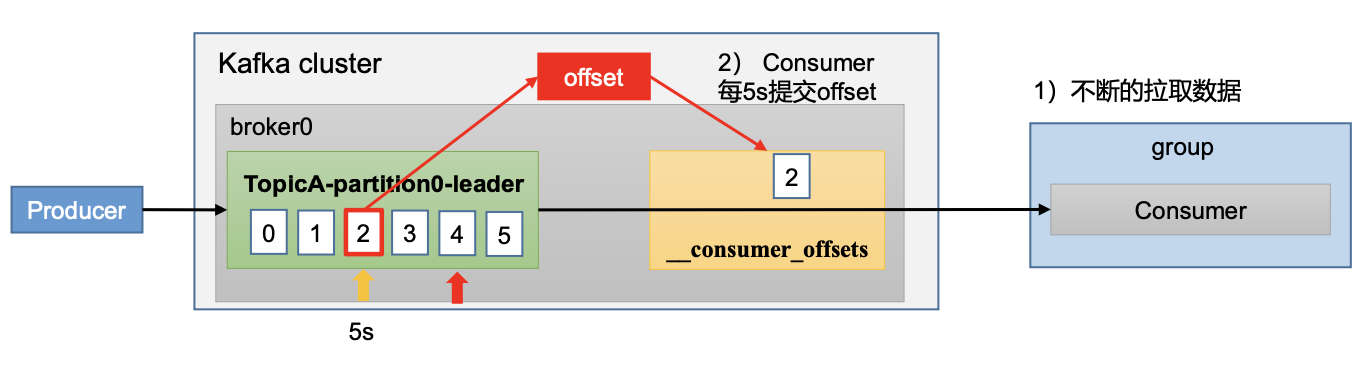 Kafka cluster
offset
2） Consumer
每5s提交offset
1）不断的拉取数据
broker0
group
TopicA-partition0-leader
2
Producer
0 1 2 3 4 5
Consumer
__consumer_offsets
5s